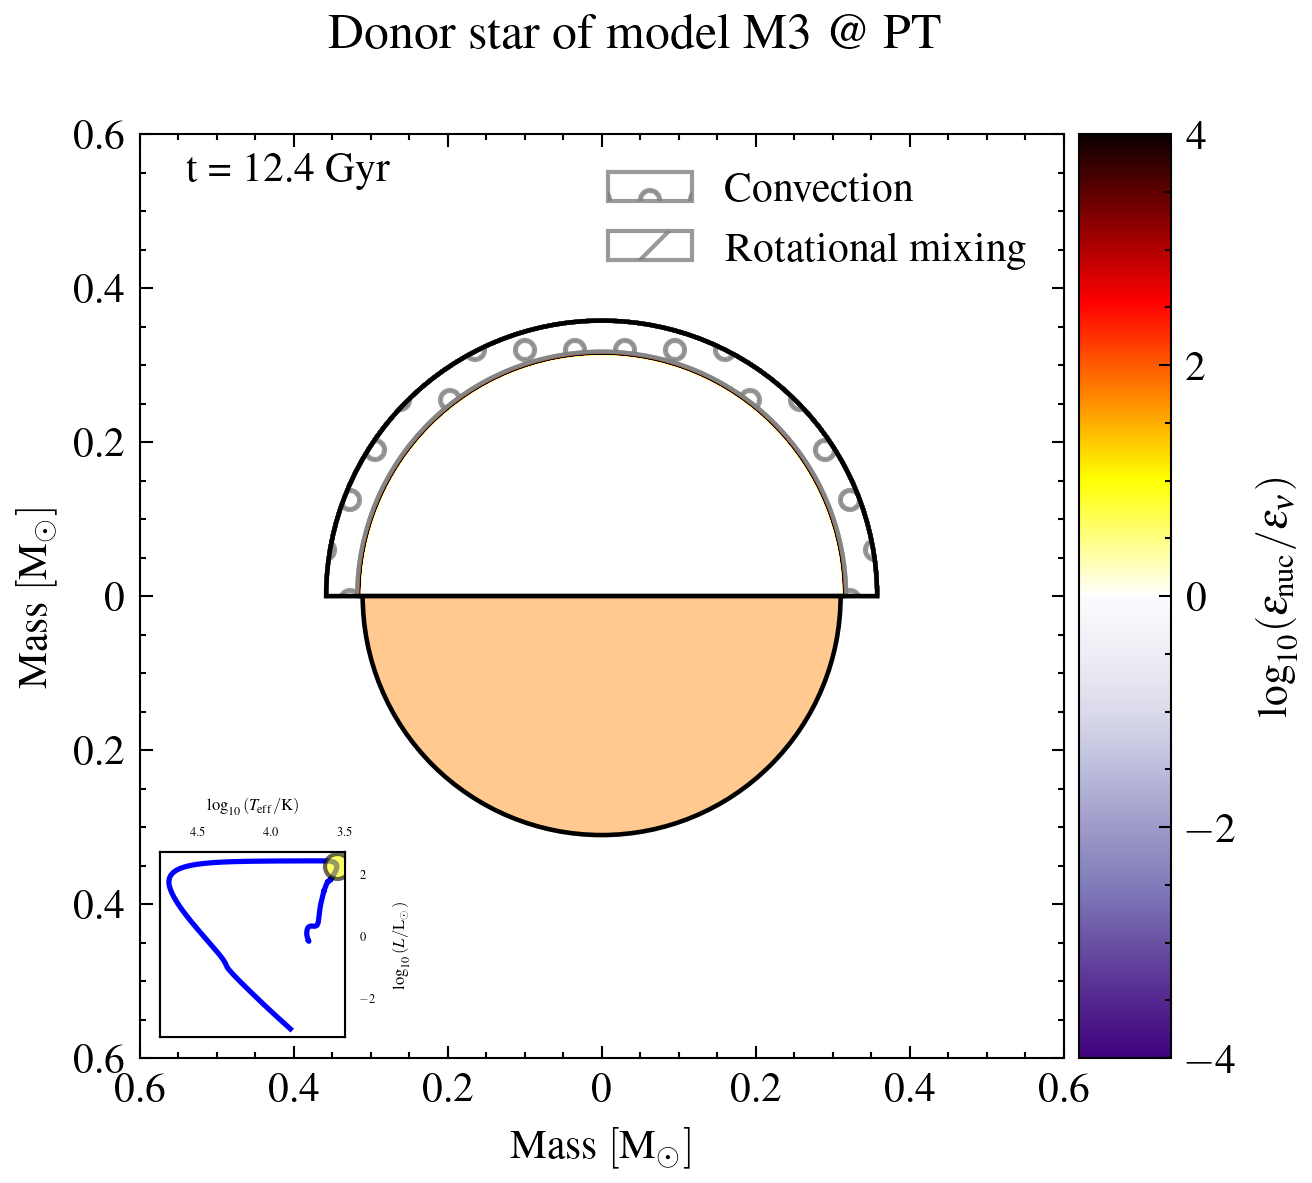 Donor star of model M3 @ PT
t = 12.4 Gyr
Convection
Rotational mixing
0.6
0.4
0.2
0
0.2
0.4
0.6
Mass [M☉]
0.6
0.4
0.2
0
0.2
0.4
0.6
Mass [M☉]
4
2
0
−2
−4
log₁₀(εnuc/εν)
log₁₀(Teff/K)
4.5
4.0
3.5
2
0
−2
log₁₀(L/L☉)